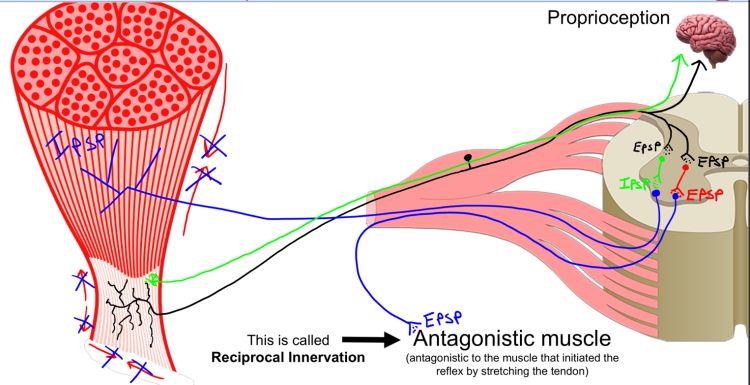 Proprioception
IPSP
EPSP
EPSP
IPSP
EPSP
EPSP
This is called
Reciprocal Innervation
Antagonistic muscle
(antagonistic to the muscle that initiated the
reflex by stretching the tendon)